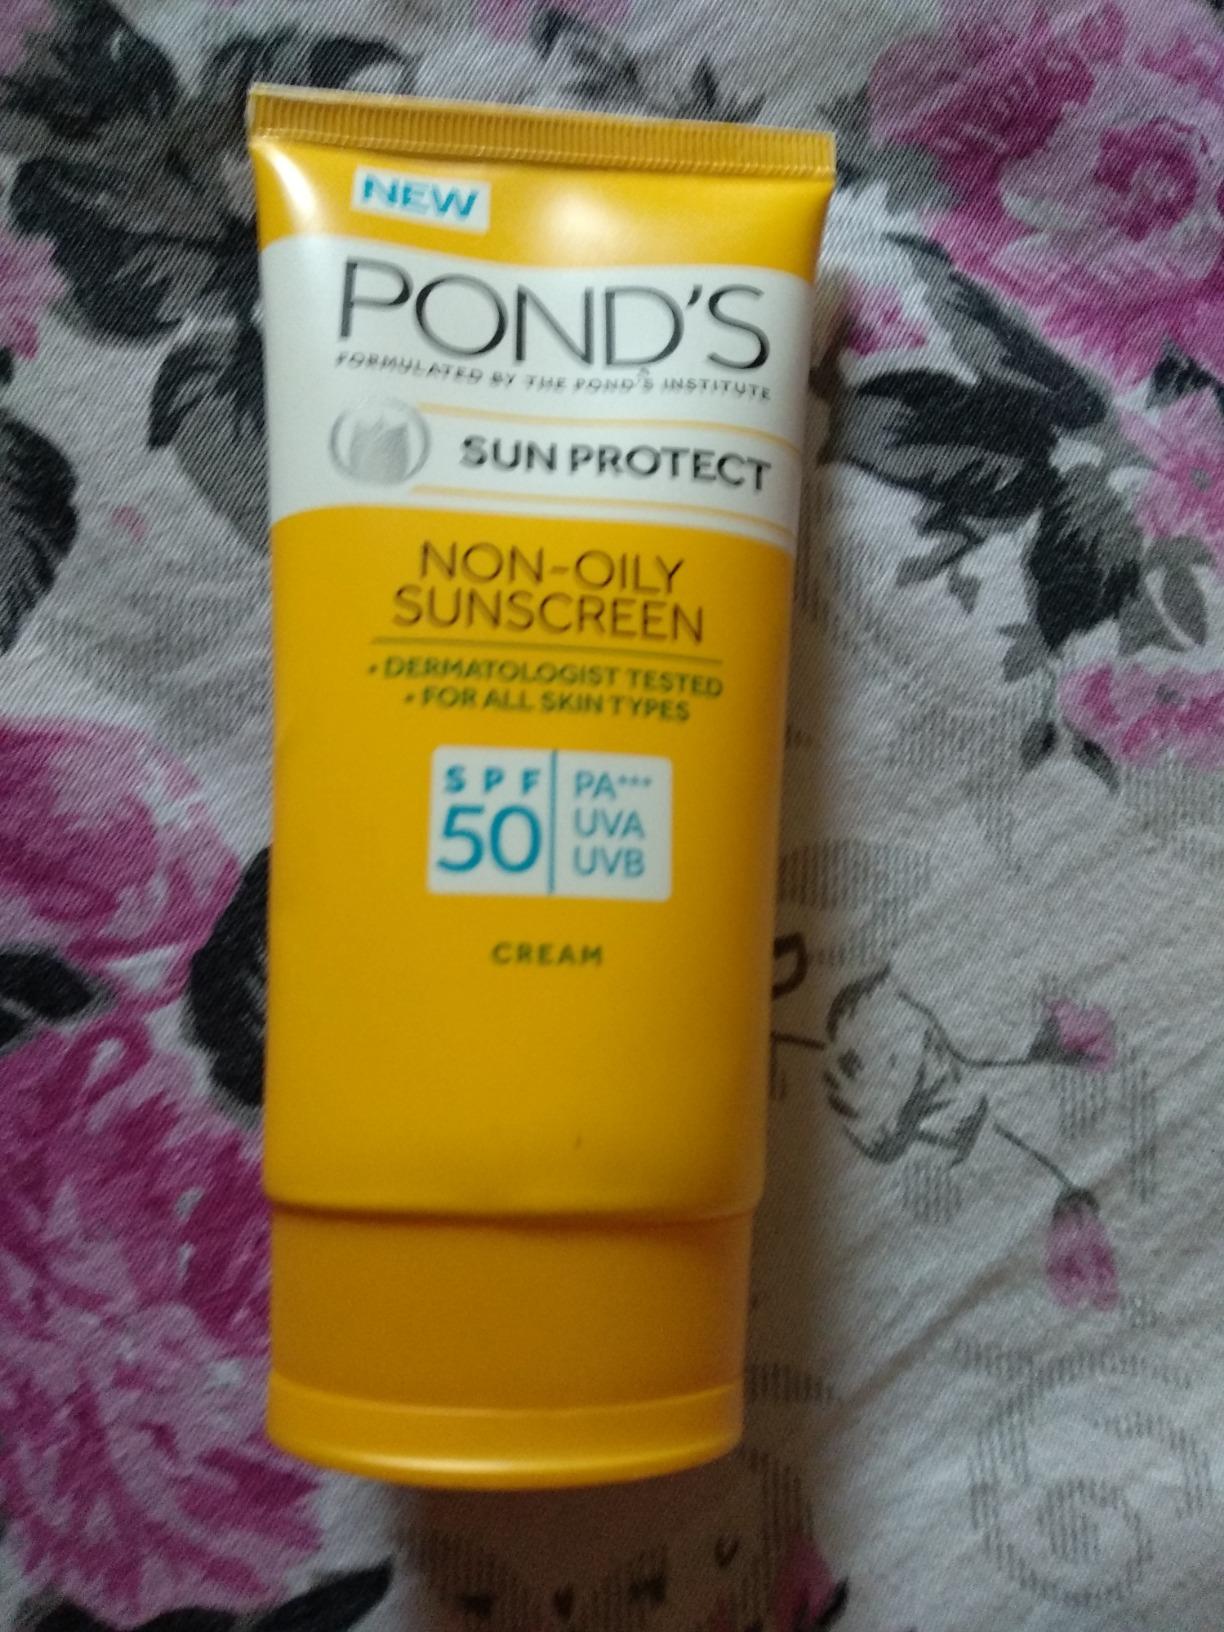 NEW
POND'S
FORMULATED BY THE POND'S INSTITUTE
SUN PROTECT
NON-OILY
SUNSCREEN
• DERMATOLOGIST TESTED
• FOR ALL SKIN TYPES
SPF
50
PA+++
UVA
UVB
CREAM